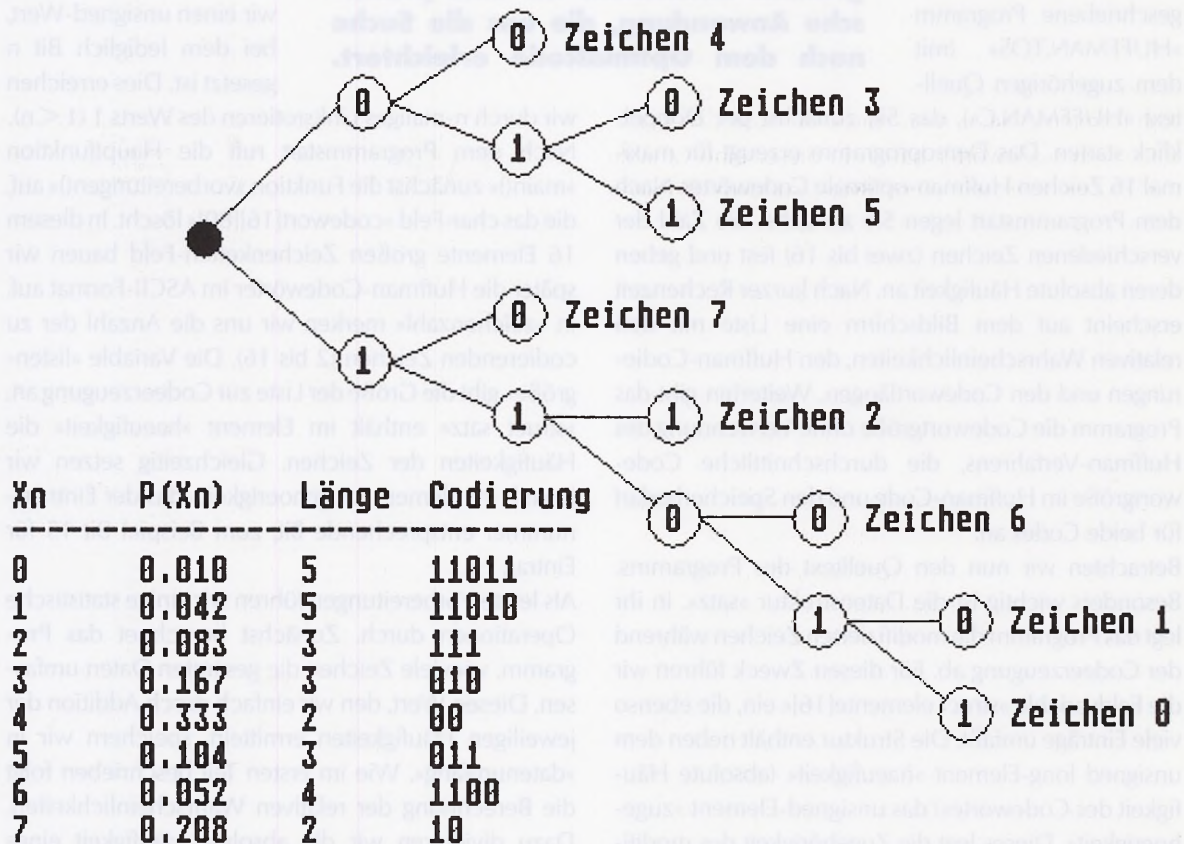 0 Zeichen 4
0 0 Zeichen 3
1
1 Zeichen 5
0 Zeichen 7
1
1 1 Zeichen 2
Xn P(Xn) Länge Codierung
0 0 Zeichen 6
0 0.010 5 11011
1 0.042 5 11010
1 0 Zeichen 1
2 0.083 3 111
3 0.167 3 010
1 Zeichen 0
4 0.333 2 00
5 0.104 3 011
6 0.052 4 1100
7 0.208 2 10